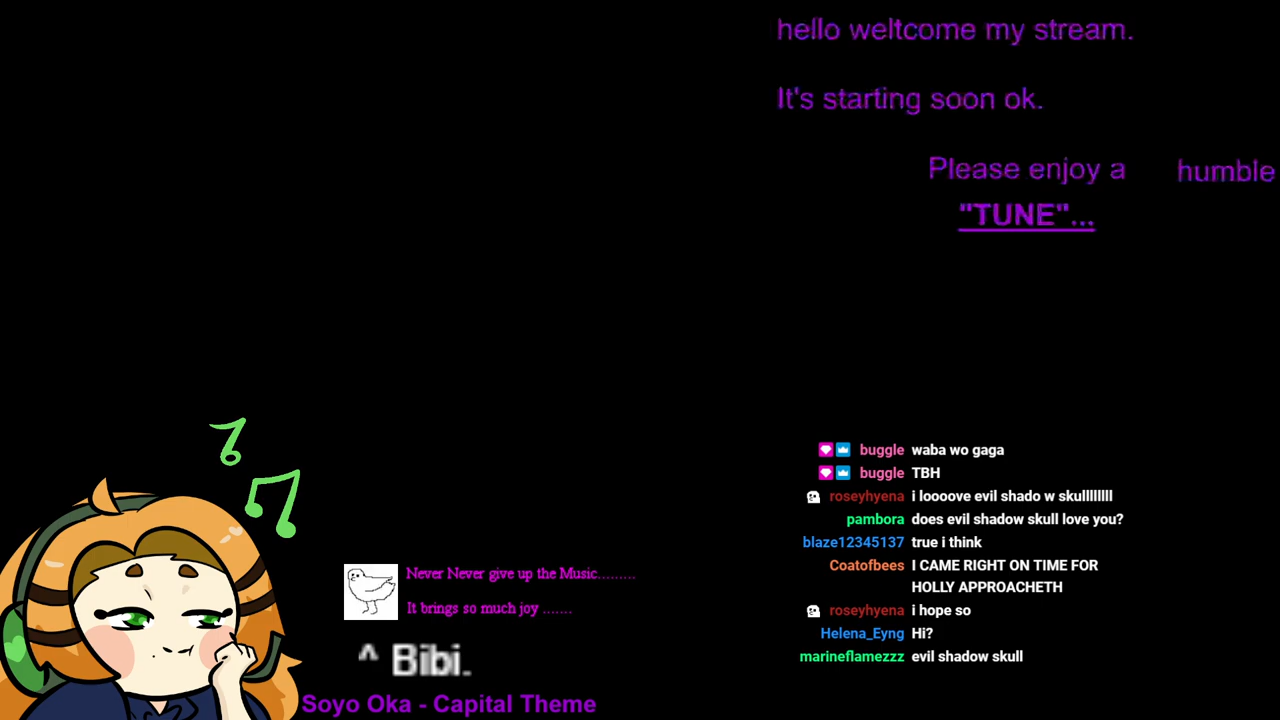 hello weltcome my stream.
It's starting soon ok.
Please enjoy a humble
"TUNE"...
buggle waba wo gaga
buggle TBH
roseyhyena i loooove evil shado w skullllllll
pambora does evil shadow skull love you?
blaze12345137 true i think
Coatofbees I CAME RIGHT ON TIME FOR
HOLLY APPROACHETH
roseyhyena i hope so
Helena_Eyng Hi?
marineflamezzz evil shadow skull
Never Never give up the Music.........
It brings so much joy .......
^ Bibi.
Soyo Oka - Capital Theme